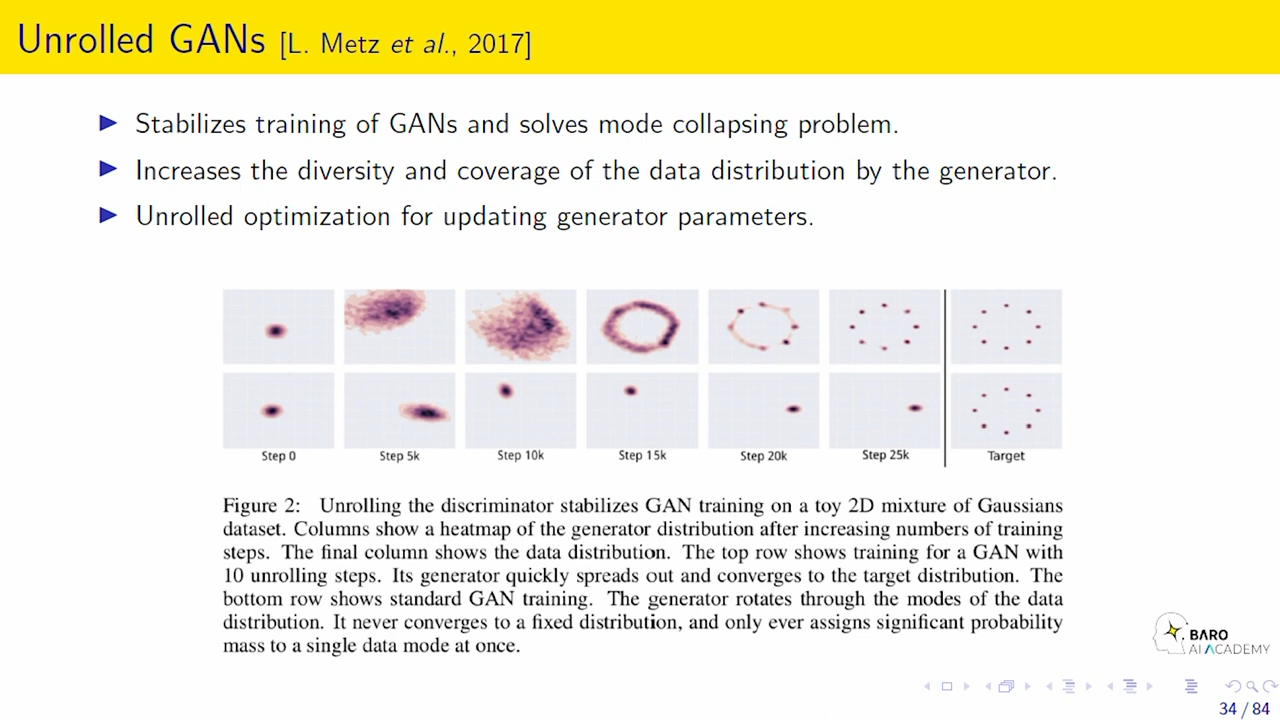 Unrolled GANs [L. Metz et al., 2017]
Stabilizes training of GANs and solves mode collapsing problem.
Increases the diversity and coverage of the data distribution by the generator.
Unrolled optimization for updating generator parameters.
Step 0 Step 5k Step 10k Step 15k Step 20k Step 25k Target
Figure 2: Unrolling the discriminator stabilizes GAN training on a toy 2D mixture of Gaussians
dataset. Columns show a heatmap of the generator distribution after increasing numbers of training
steps. The final column shows the data distribution. The top row shows training for a GAN with
10 unrolling steps. Its generator quickly spreads out and converges to the target distribution. The
bottom row shows standard GAN training. The generator rotates through the modes of the data
distribution. It never converges to a fixed distribution, and only ever assigns significant probability
mass to a single data mode at once.
BARO
AI ACADEMY
34 / 84